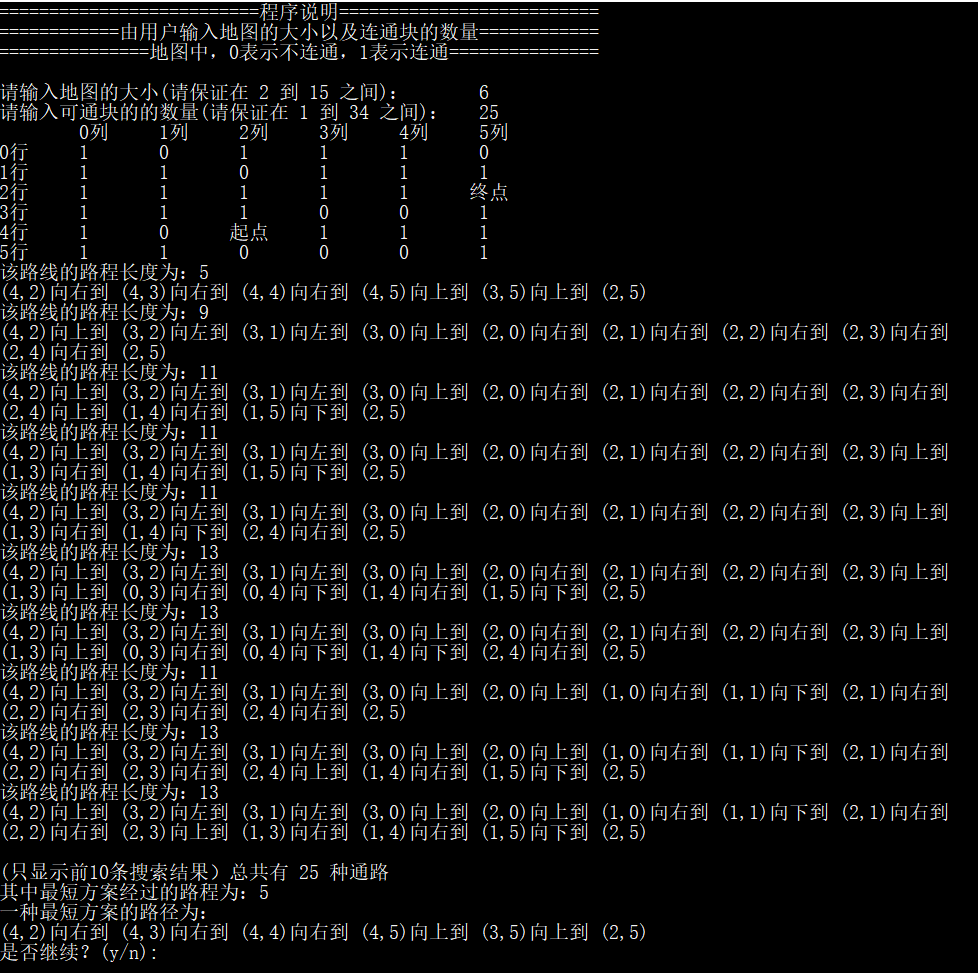 ==========================程序说明==========================
============由用户输入地图的大小以及连通块的数量============
===============地图中，0表示不连通，1表示连通===============
请输入地图的大小(请保证在 2 到 15 之间)：        6
请输入可通块的的数量(请保证在 1 到 34 之间)：    25
        0列     1列     2列     3列     4列     5列
0行     1       0       1       1       1       0
1行     1       1       0       1       1       1
2行     1       1       1       1       1      终点
3行     1       1       1       0       0       1
4行     1       0      起点     1       1       1
5行     1       1       0       0       0       1
该路线的路程长度为：5
(4,2)向右到 (4,3)向右到 (4,4)向右到 (4,5)向上到 (3,5)向上到 (2,5)
该路线的路程长度为：9
(4,2)向上到 (3,2)向左到 (3,1)向左到 (3,0)向上到 (2,0)向右到 (2,1)向右到 (2,2)向右到 (2,3)向右到
(2,4)向右到 (2,5)
该路线的路程长度为：11
(4,2)向上到 (3,2)向左到 (3,1)向左到 (3,0)向上到 (2,0)向右到 (2,1)向右到 (2,2)向右到 (2,3)向右到
(2,4)向上到 (1,4)向右到 (1,5)向下到 (2,5)
该路线的路程长度为：11
(4,2)向上到 (3,2)向左到 (3,1)向左到 (3,0)向上到 (2,0)向右到 (2,1)向右到 (2,2)向右到 (2,3)向上到
(1,3)向右到 (1,4)向右到 (1,5)向下到 (2,5)
该路线的路程长度为：11
(4,2)向上到 (3,2)向左到 (3,1)向左到 (3,0)向上到 (2,0)向右到 (2,1)向右到 (2,2)向右到 (2,3)向上到
(1,3)向右到 (1,4)向下到 (2,4)向右到 (2,5)
该路线的路程长度为：13
(4,2)向上到 (3,2)向左到 (3,1)向左到 (3,0)向上到 (2,0)向右到 (2,1)向右到 (2,2)向右到 (2,3)向上到
(1,3)向上到 (0,3)向右到 (0,4)向下到 (1,4)向右到 (1,5)向下到 (2,5)
该路线的路程长度为：13
(4,2)向上到 (3,2)向左到 (3,1)向左到 (3,0)向上到 (2,0)向右到 (2,1)向右到 (2,2)向右到 (2,3)向上到
(1,3)向上到 (0,3)向右到 (0,4)向下到 (1,4)向下到 (2,4)向右到 (2,5)
该路线的路程长度为：11
(4,2)向上到 (3,2)向左到 (3,1)向左到 (3,0)向上到 (2,0)向上到 (1,0)向右到 (1,1)向下到 (2,1)向右到
(2,2)向右到 (2,3)向右到 (2,4)向右到 (2,5)
该路线的路程长度为：13
(4,2)向上到 (3,2)向左到 (3,1)向左到 (3,0)向上到 (2,0)向上到 (1,0)向右到 (1,1)向下到 (2,1)向右到
(2,2)向右到 (2,3)向右到 (2,4)向上到 (1,4)向右到 (1,5)向下到 (2,5)
该路线的路程长度为：13
(4,2)向上到 (3,2)向左到 (3,1)向左到 (3,0)向上到 (2,0)向上到 (1,0)向右到 (1,1)向下到 (2,1)向右到
(2,2)向右到 (2,3)向上到 (1,3)向右到 (1,4)向右到 (1,5)向下到 (2,5)
(只显示前10条搜索结果）总共有 25 种通路
其中最短方案经过的路程为：5
一种最短方案的路径为：
(4,2)向右到 (4,3)向右到 (4,4)向右到 (4,5)向上到 (3,5)向上到 (2,5)
是否继续？(y/n):